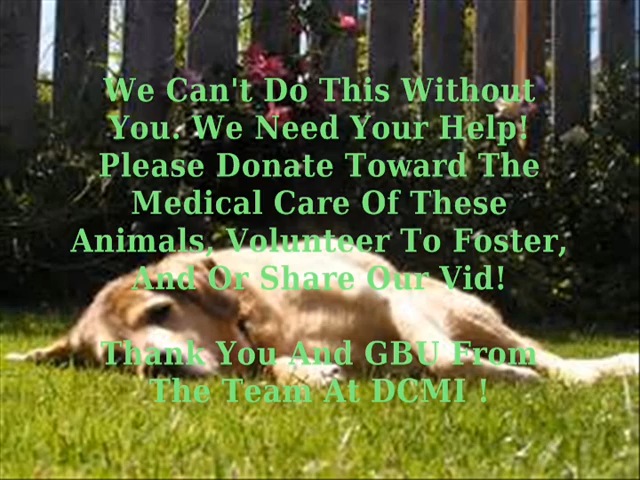 We Can't Do This Without
You. We Need Your Help!
Please Donate Toward The
Medical Care Of These
Animals, Volunteer To Foster,
And Or Share Our Vid!
Thank You And GBU From
The Team At DCMI !